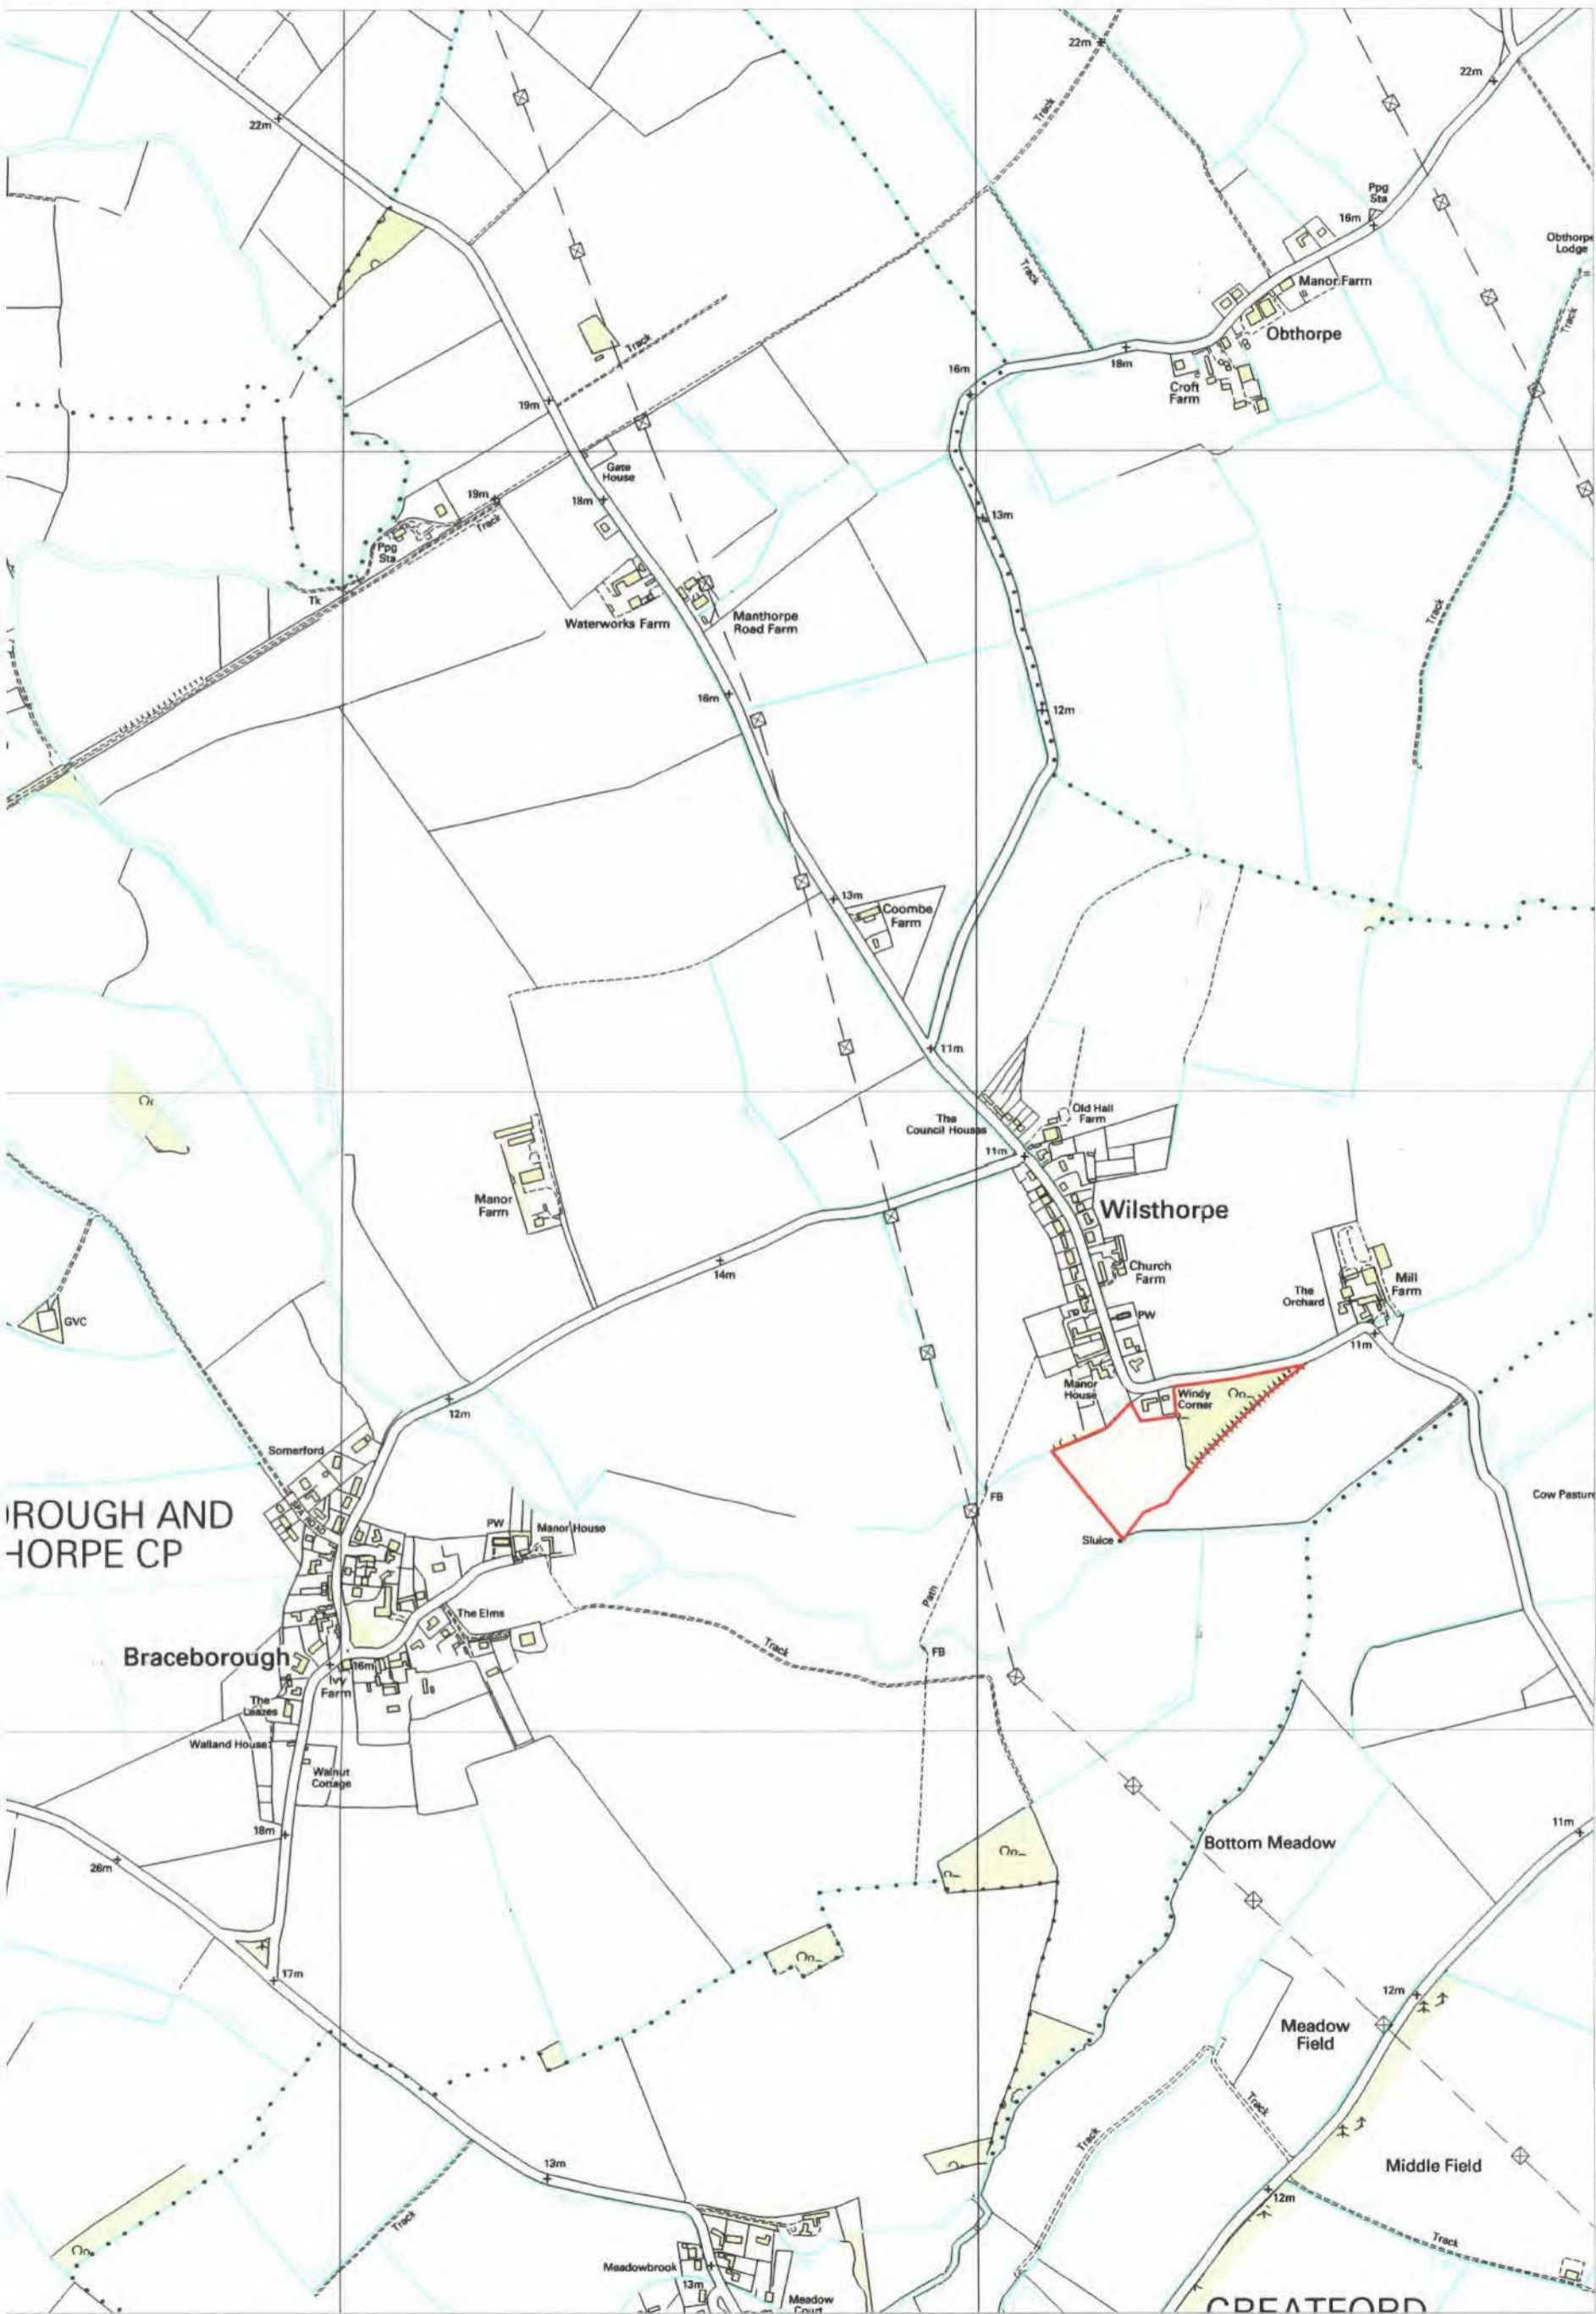 22m
22m
22m
Track
Ppg
Sta
16m
Obthorpe
Lodge
Track
Manor Farm
Obthorpe
Track
Track
16m
18m
Croft
Farm
19m
Gate
House
19m
18m
13m
Track
Ppg
Sta
Tk
Waterworks Farm
Manthorpe
Road Farm
Track
16m
12m
13m
Coombe
Farm
11m
Old Hall
Farm
The
Council Houses
11m
Manor
Farm
Wilsthorpe
14m
Church
Farm
The
Orchard
Mill
Farm
PW
GVC
11m
Manor
House
Windy
Corner
12m
Somerford
FB
Cow Pasture
ROUGH AND
HORPE CP
PW
Manor House
Sluice
Path
The Elms
Track
Braceborough
16m
Ivy
Farm
FB
The
Leazes
Walland House
Walnut
Cottage
18m
26m
11m
Bottom Meadow
17m
12m
Meadow
Field
Track
Track
Middle Field
13m
12m
Track
Track
Meadowbrook
13m
Meadow
Court
GREATFORD